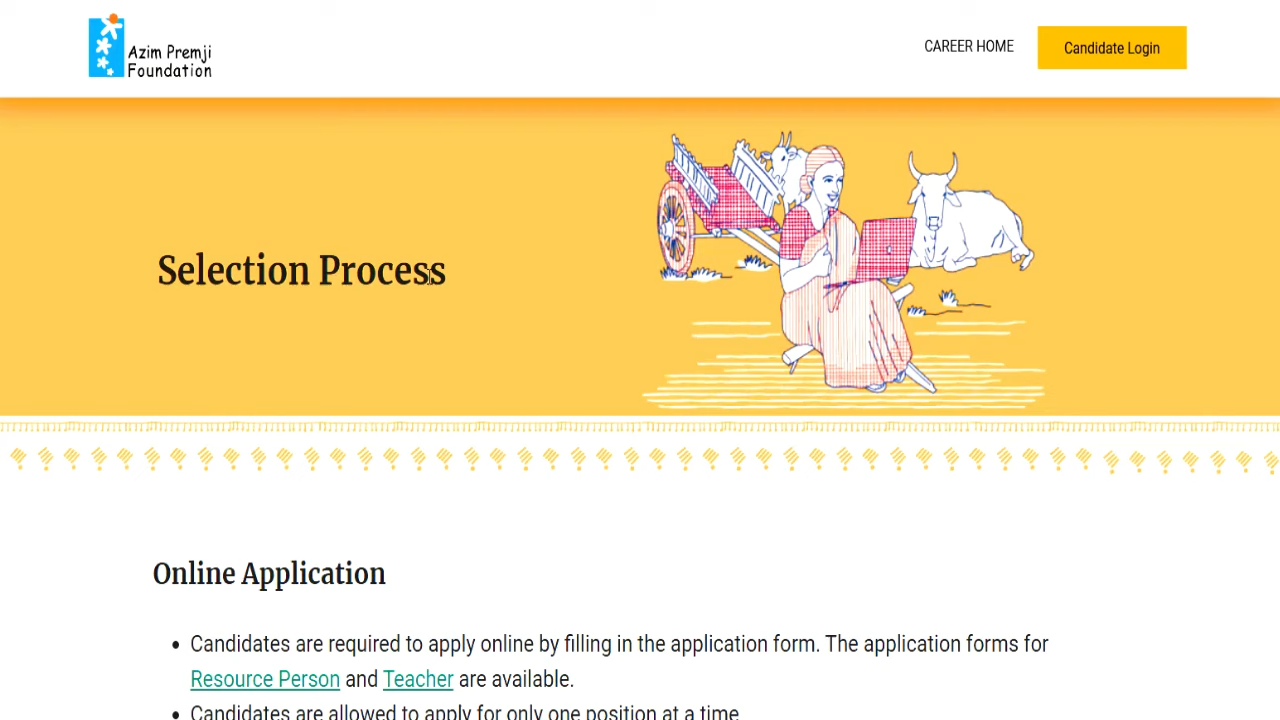 Azim Premji
Foundation
CAREER HOME
Candidate Login
Selection Process
Online Application
• Candidates are required to apply online by filling in the application form. The application forms for
Resource Person and Teacher are available.
• Candidates are allowed to apply for only one position at a time